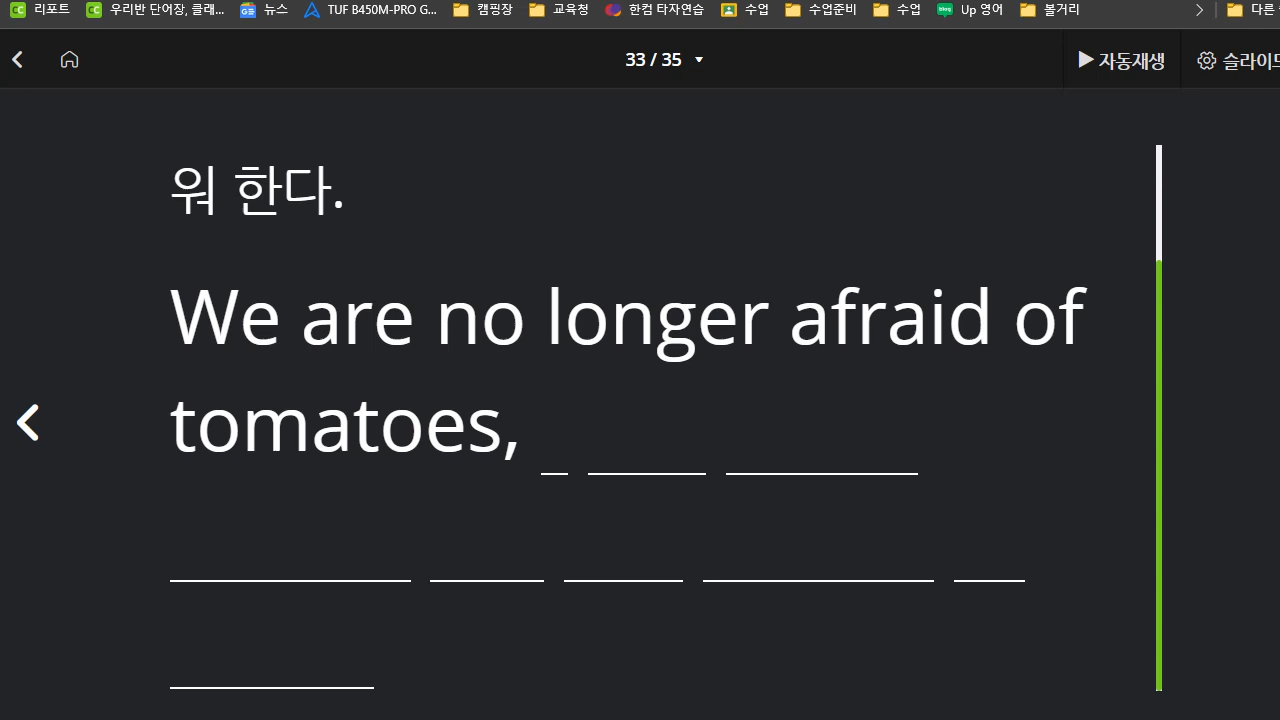 리포트 우리반 단어장, 클래... 뉴스 TUF B450M-PRO G... 캠핑장 교육청 한컴 타자연습 수업 수업준비 수업 Up 영어 볼거리 다른
33 / 35 자동재생 슬라이드
워 한다.
We are no longer afraid of
tomatoes,